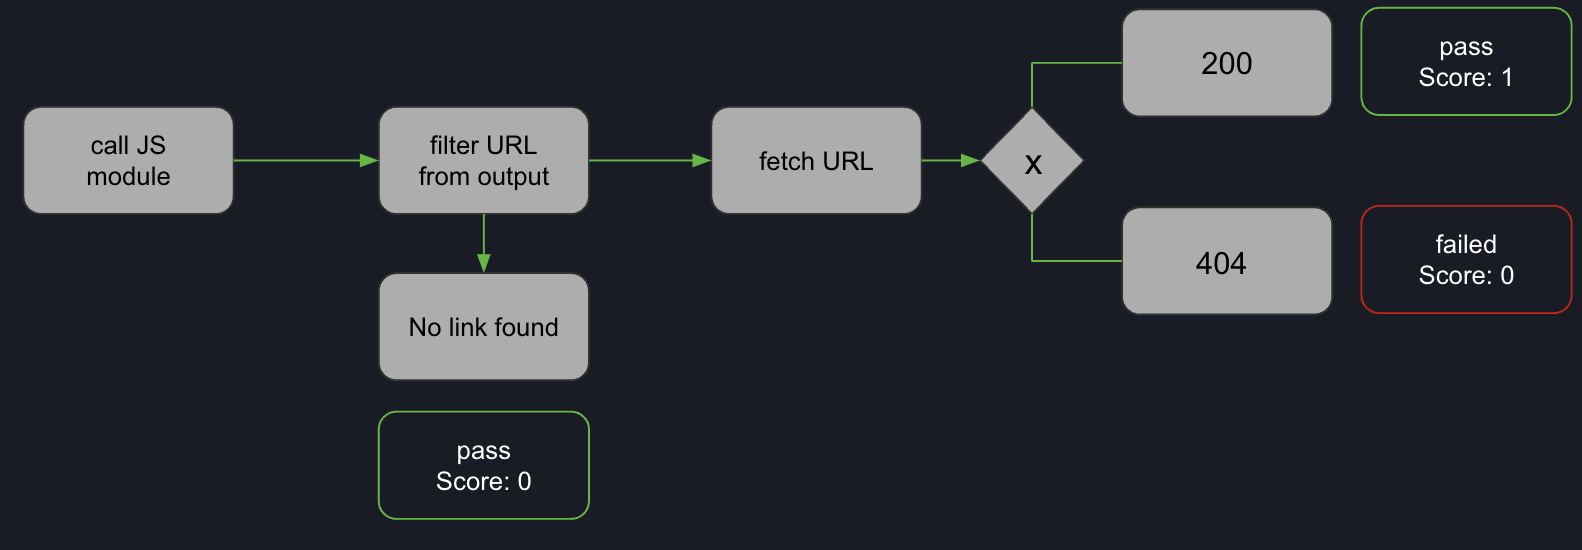 call JS
module
filter URL
from output
fetch URL
x
200
pass
Score: 1
404
failed
Score: 0
No link found
pass
Score: 0